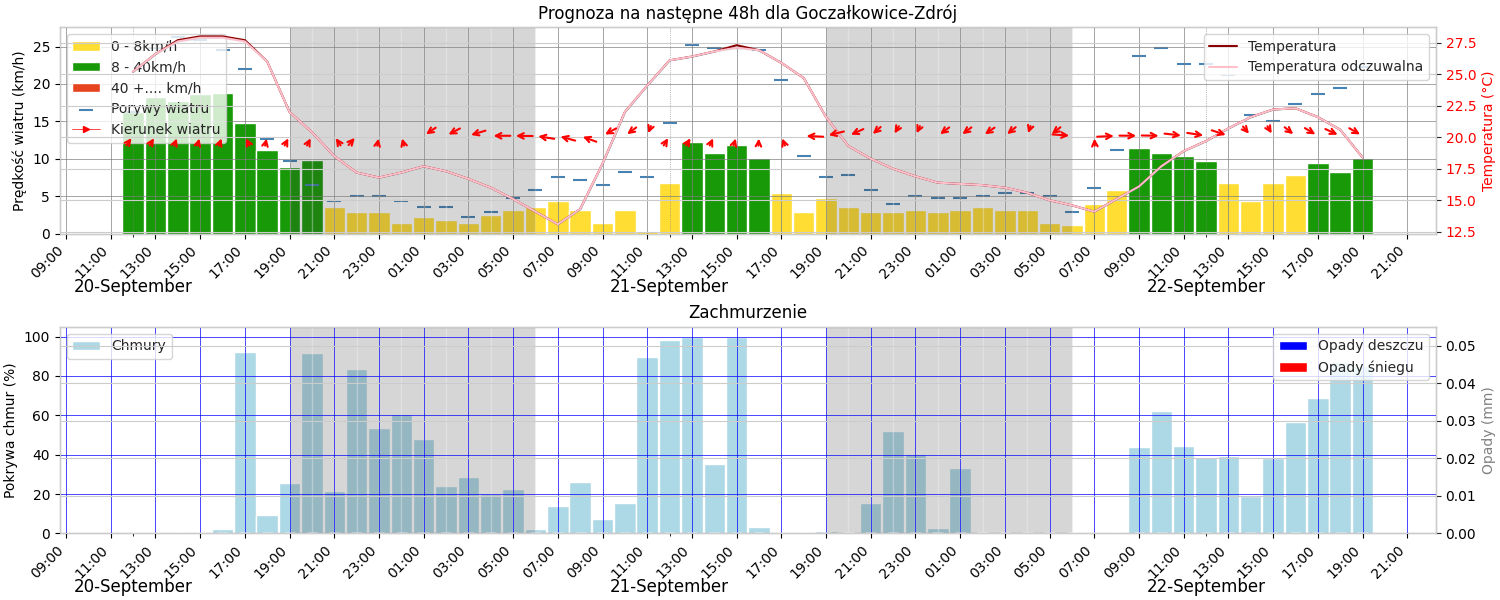 Prognoza na następne 48h dla Goczałkowice-Zdrój
Prędkość wiatru (km/h)
25
20
15
10
5
0
0 - 8km/h
8 - 40km/h
40 +.... km/h
Porywy wiatru
Kierunek wiatru
Temperatura
Temperatura odczuwalna
27.5
25.0
22.5
20.0
17.5
15.0
12.5
Temperatura (°C)
09:00 11:00 13:00 15:00 17:00 19:00 21:00 23:00 01:00 03:00 05:00 07:00 09:00 11:00 13:00 15:00 17:00 19:00 21:00 23:00 01:00 03:00 05:00 07:00 09:00 11:00 13:00 15:00 17:00 19:00 21:00
20-September 21-September 22-September
Zachmurzenie
Pokrywa chmur (%)
100
80
60
40
20
0
Chmury
Opady deszczu
Opady śniegu
0.05
0.04
0.03
0.02
0.01
0.00
Opady (mm)
09:00 11:00 13:00 15:00 17:00 19:00 21:00 23:00 01:00 03:00 05:00 07:00 09:00 11:00 13:00 15:00 17:00 19:00 21:00 23:00 01:00 03:00 05:00 07:00 09:00 11:00 13:00 15:00 17:00 19:00 21:00
20-September 21-September 22-September